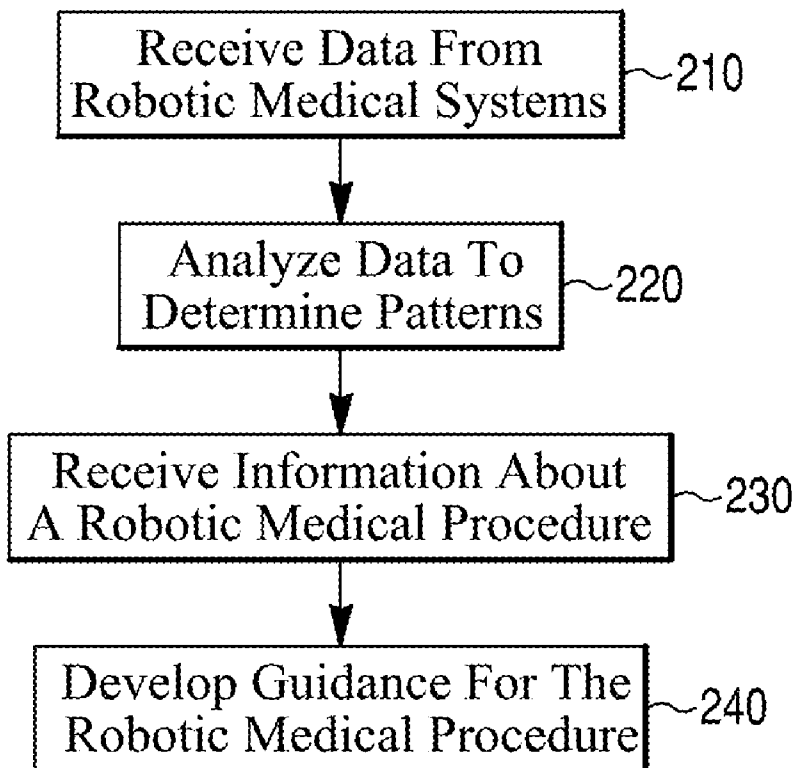 Receive Data From
Robotic Medical Systems
210
Analyze Data To
Determine Patterns
220
Receive Information About
A Robotic Medical Procedure
230
Develop Guidance For The
Robotic Medical Procedure
240